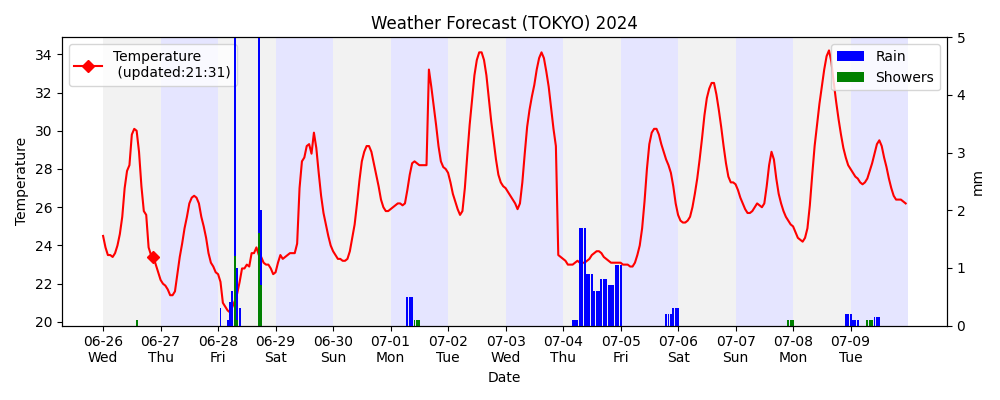 Weather Forecast (TOKYO) 2024
Temperature
(updated:21:31)
Rain
Showers
34
32
30
28
26
24
22
20
Temperature
5
4
3
2
1
0
mm
06-26 06-27 06-28 06-29 06-30 07-01 07-02 07-03 07-04 07-05 07-06 07-07 07-08 07-09
Wed Thu Fri Sat Sun Mon Tue Wed Thu Fri Sat Sun Mon Tue
Date